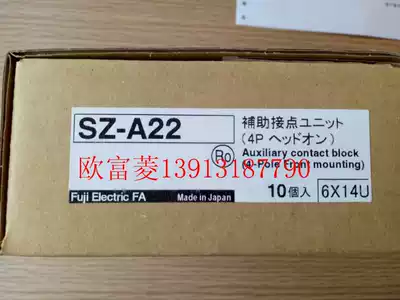 SZ-A22
補助接点ユニット
(4P ヘッドオン)
Ro
Auxiliary contact block
(4-Pole Front mounting)
欧富菱13913187790
10個入
6X14U
Fuji Electric FA
Made in Japan